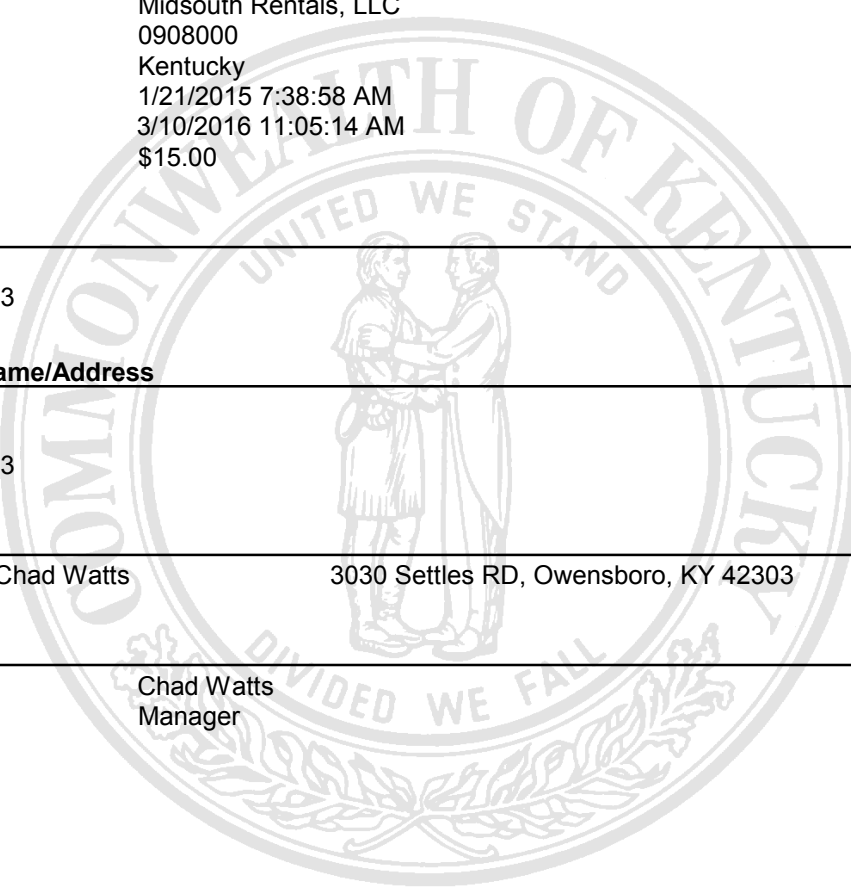 Midsouth Rentals, LLC
0908000
Kentucky
1/21/2015 7:38:58 AM
3/10/2016 11:05:14 AM
$15.00
COMMONWEALTH OF KENTUCKY
UNITED WE STAND
3
ame/Address
3
Chad Watts 3030 Settles RD, Owensboro, KY 42303
DIVIDED WE FALL
Chad Watts
Manager